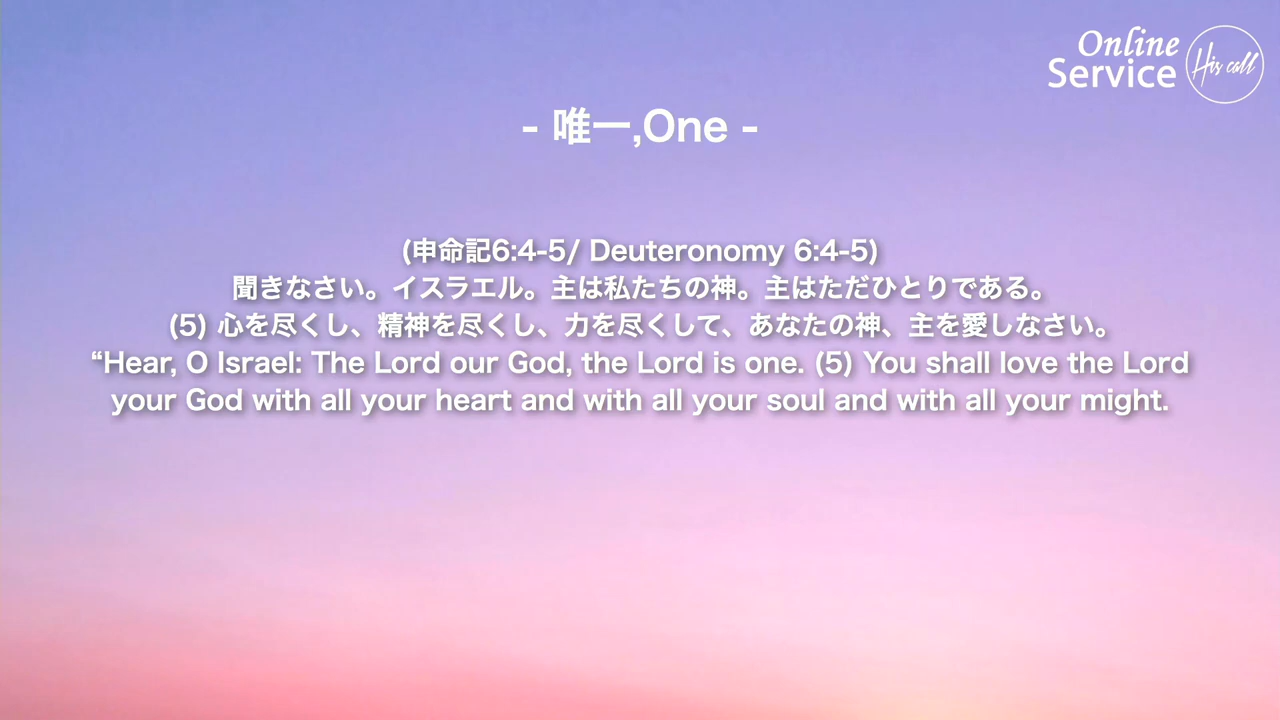 Online
Service
His call
- 唯一,One -
(申命記6:4-5/ Deuteronomy 6:4-5)
聞きなさい。イスラエル。主は私たちの神。主はただひとりである。
(5) 心を尽くし、精神を尽くし、力を尽くして、あなたの神、主を愛しなさい。
“Hear, O Israel: The Lord our God, the Lord is one. (5) You shall love the Lord
your God with all your heart and with all your soul and with all your might.